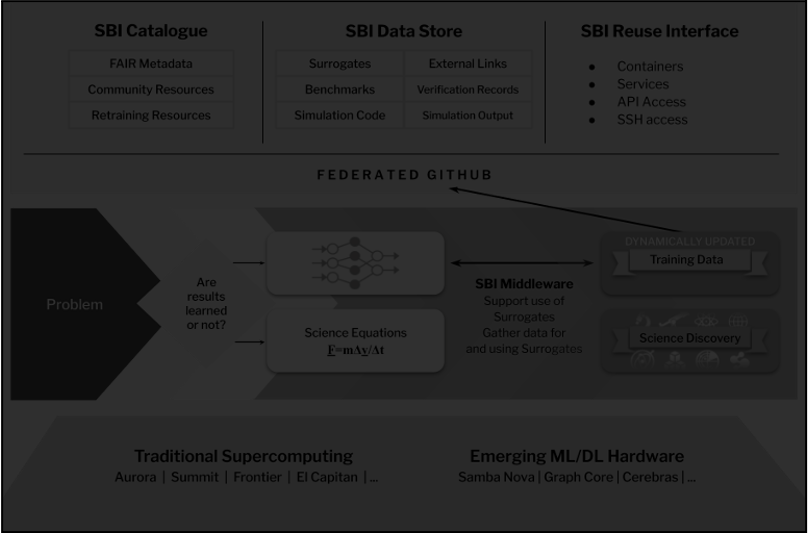 SBI Catalogue
FAIR Metadata
Community Resources
Retraining Resources
SBI Data Store
Surrogates
External Links
Benchmarks
Verification Records
Simulation Code
Simulation Output
SBI Reuse Interface
● Containers
● Services
● API Access
● SSH access
FEDERATED GITHUB
Problem
Are
results
learned
or not?
Science Equations
F=mΔv/Δt
SBI Middleware
Support use of
Surrogates
Gather data for
and using Surrogates
DYNAMICALLY UPDATED
Training Data
Science Discovery
Traditional Supercomputing
Aurora | Summit | Frontier | El Capitan | ...
Emerging ML/DL Hardware
Samba Nova | Graph Core | Cerebras | ...